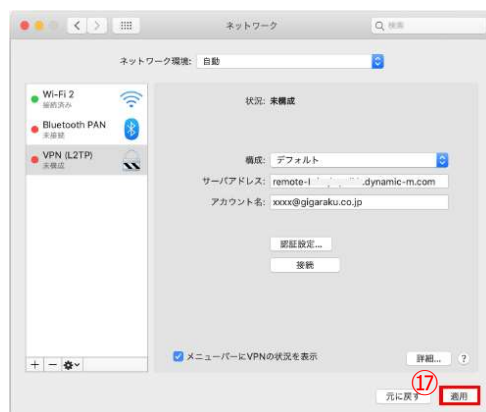 ネットワーク
検索
ネットワーク環境: 自動
Wi-Fi 2
接続済み
Bluetooth PAN
未接続
VPN (L2TP)
未構成
状況: 未構成
構成: デフォルト
サーバアドレス: remote- .dynamic-m.com
アカウント名: xxxx@gigaraku.co.jp
認証設定...
接続
メニューバーにVPNの状況を表示
詳細... ?
⑰
元に戻す 適用